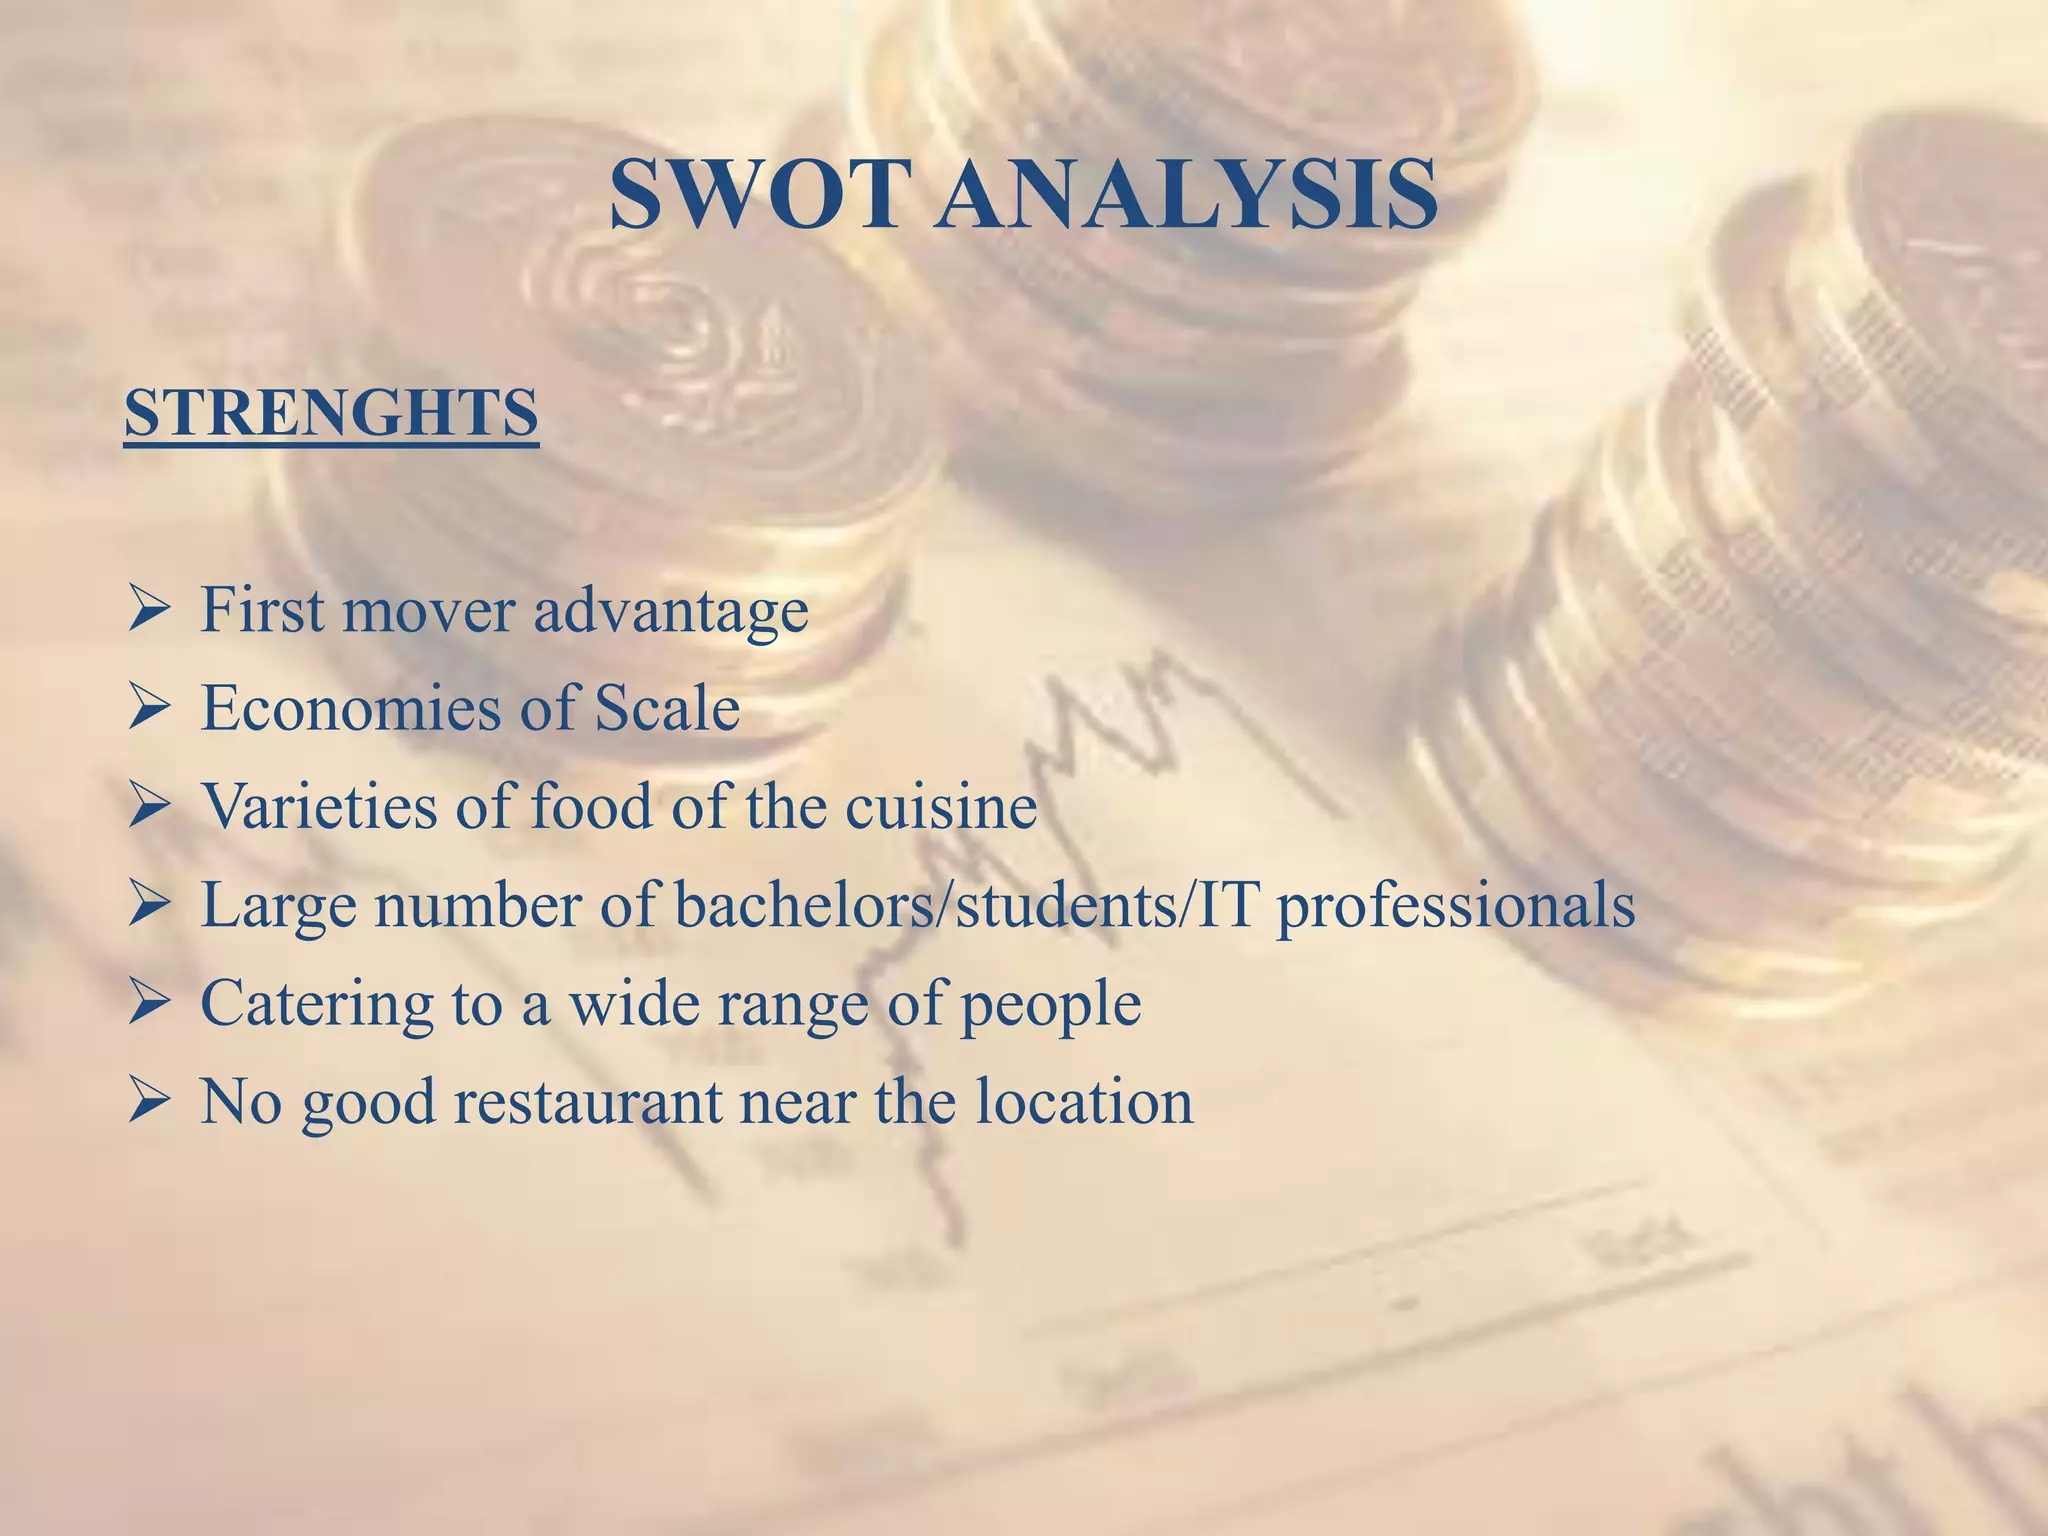 SWOT ANALYSIS
STRENGHTS
➢ First mover advantage
➢ Economies of Scale
➢ Varieties of food of the cuisine
➢ Large number of bachelors/students/IT professionals
➢ Catering to a wide range of people
➢ No good restaurant near the location